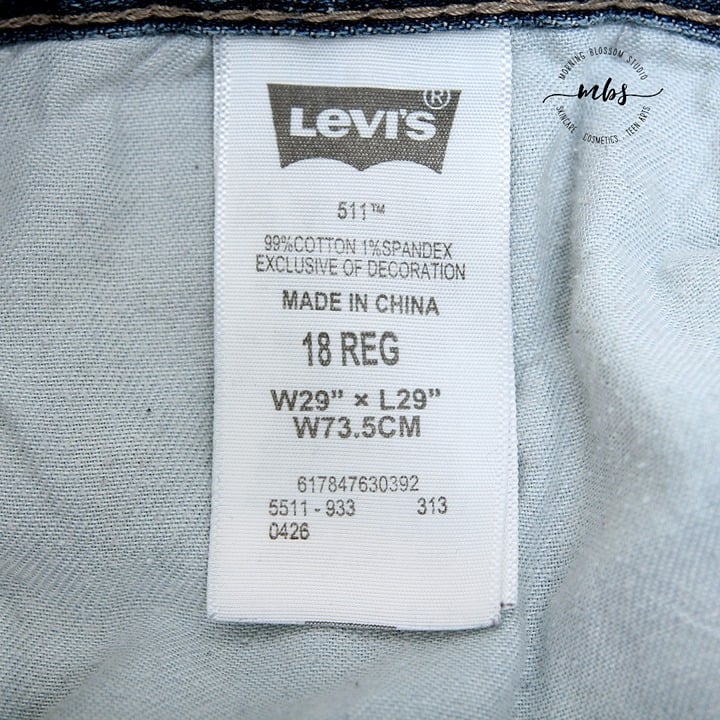 MORNING BLOSSOM STUDIO
mbs
SKINCARE COSMETICS TEEN ARTS
LEVI'S®
511™
99%COTTON 1%SPANDEX
EXCLUSIVE OF DECORATION
MADE IN CHINA
18 REG
W29" × L29"
W73.5CM
617847630392
5511 - 933 313
0426